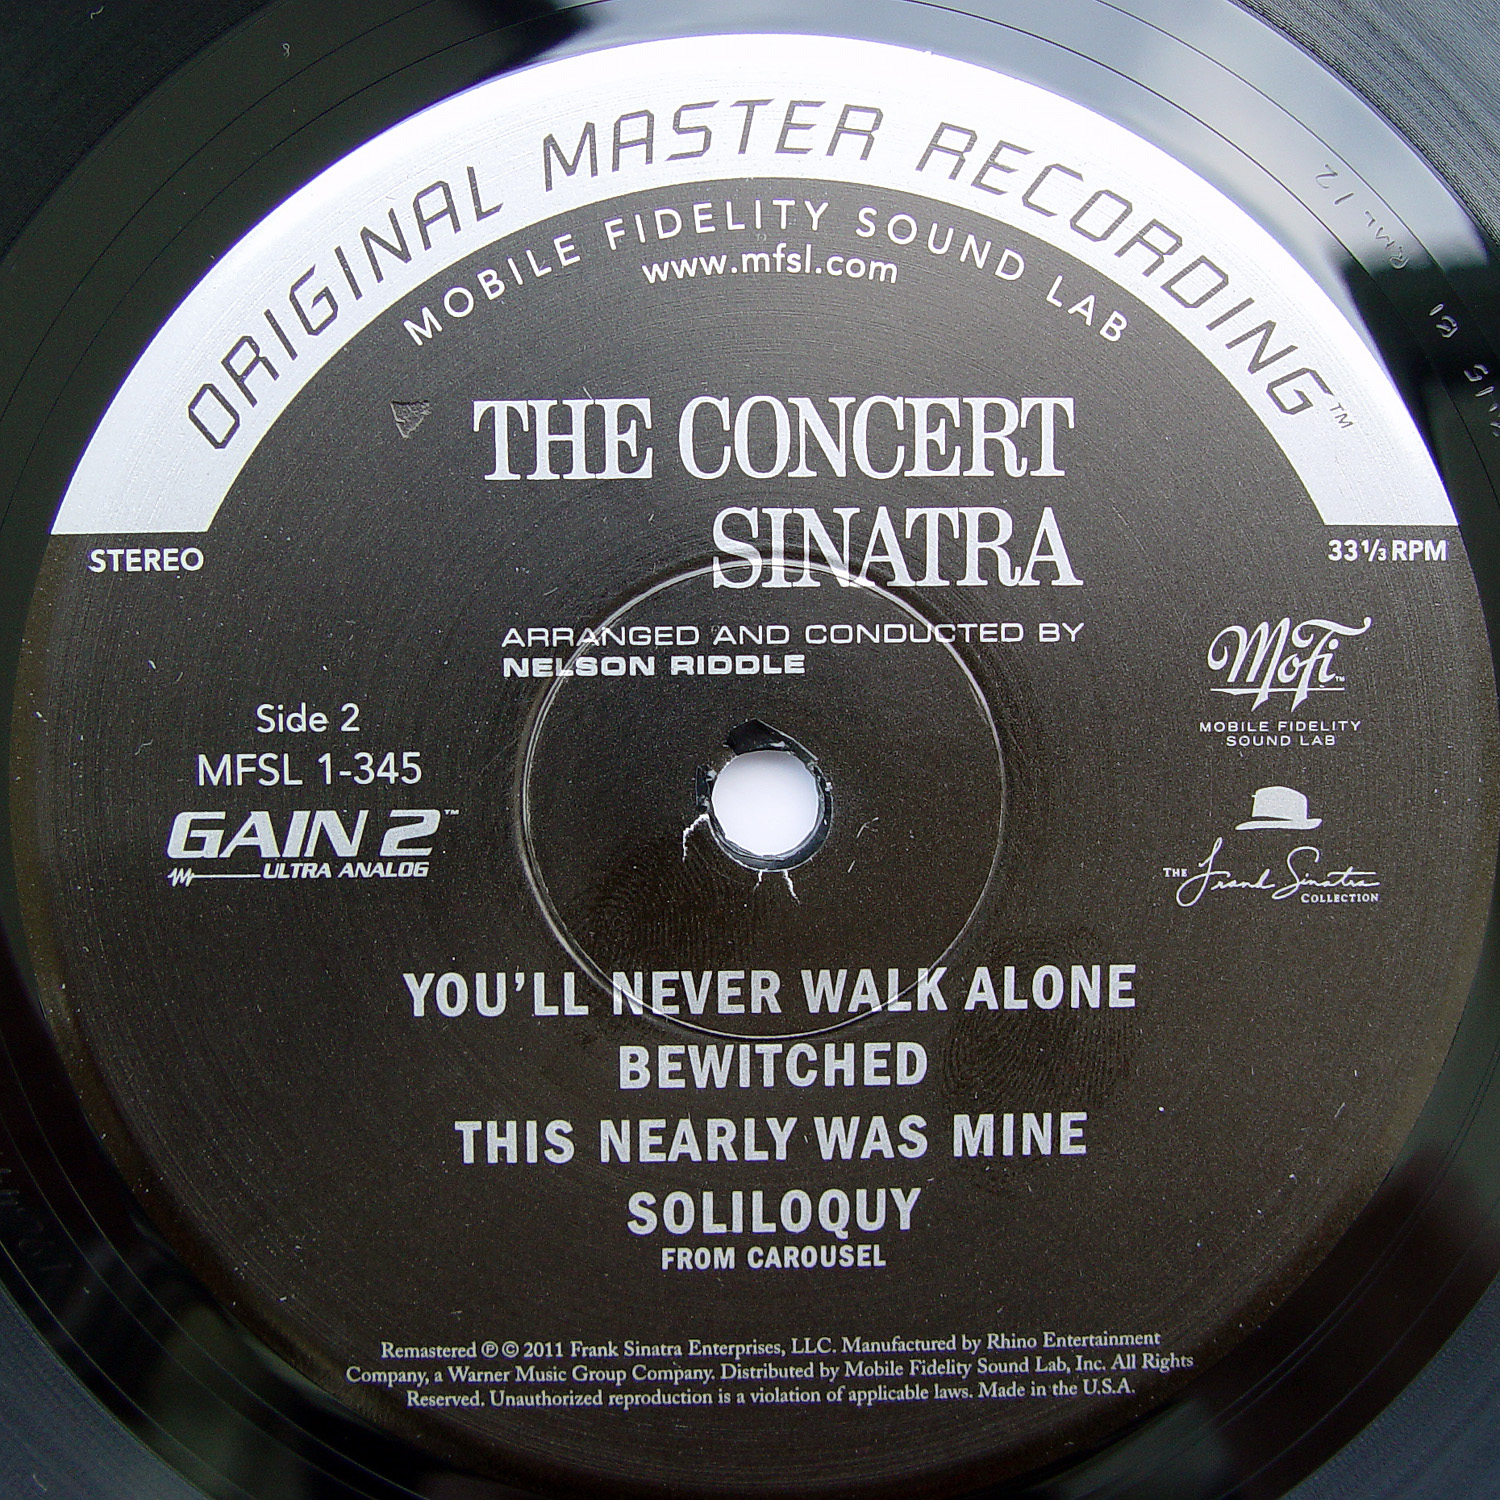 ORIGINAL MASTER RECORDING™
MOBILE FIDELITY SOUND LAB
www.mfsl.com
THE CONCERT
SINATRA
STEREO
33⅓ RPM
ARRANGED AND CONDUCTED BY
NELSON RIDDLE
Side 2
MFSL 1-345
GAIN 2™
ULTRA ANALOG
MoFi™
MOBILE FIDELITY
SOUND LAB
THE Frank Sinatra
COLLECTION
YOU'LL NEVER WALK ALONE
BEWITCHED
THIS NEARLY WAS MINE
SOLILOQUY
FROM CAROUSEL
Remastered ℗ © 2011 Frank Sinatra Enterprises, LLC. Manufactured by Rhino Entertainment
Company, a Warner Music Group Company. Distributed by Mobile Fidelity Sound Lab, Inc. All Rights
Reserved. Unauthorized reproduction is a violation of applicable laws. Made in the U.S.A.